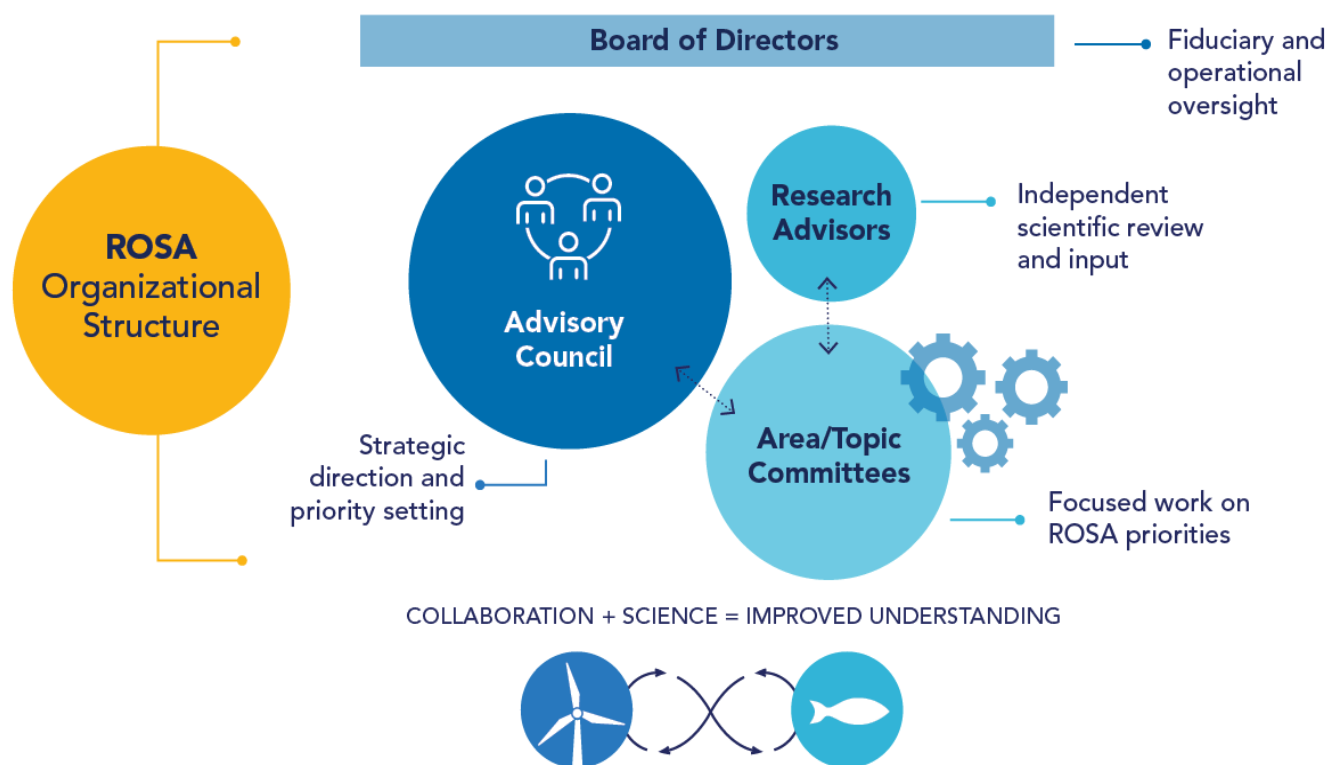 Board of Directors
Fiduciary and
operational
oversight
ROSA
Organizational
Structure
Advisory
Council
Research
Advisors
Independent
scientific review
and input
Strategic
direction and
priority setting
Area/Topic
Committees
Focused work on
ROSA priorities
COLLABORATION + SCIENCE = IMPROVED UNDERSTANDING